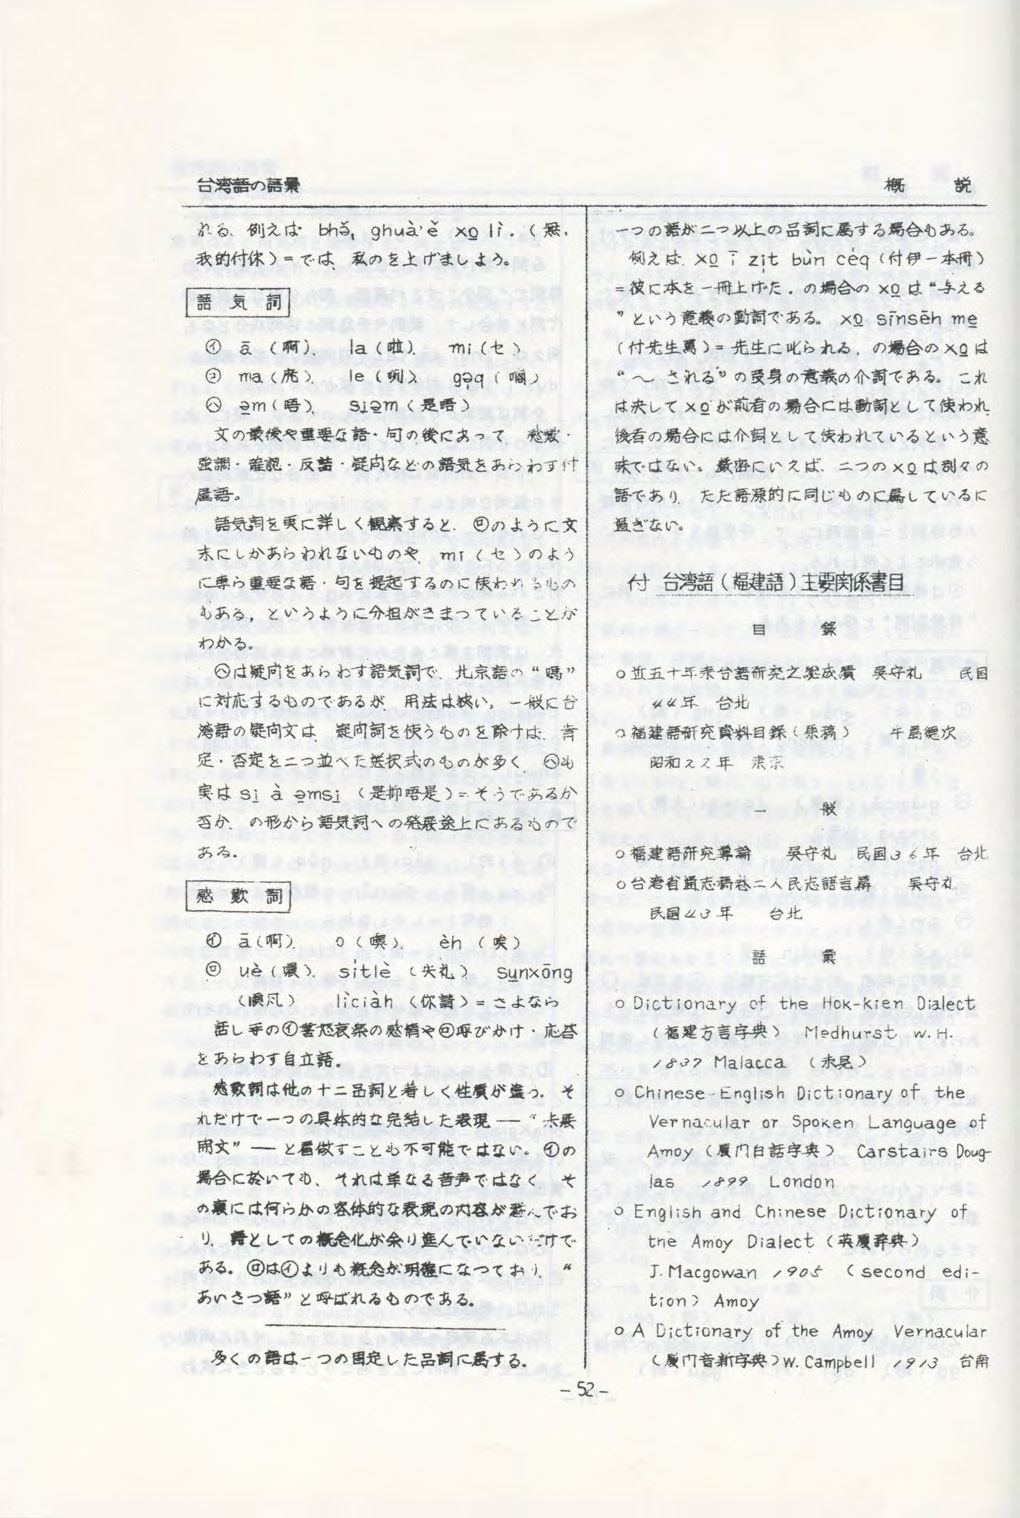 台湾語の語彙
概 説
れる、例えば bhǒ, ghuà'ě xo̲ lí. (無,
我的付你)=では、私のを上げましよう。
語 気 詞
㋑ ā (啊)、 la (啦)、 mi (乜)
㋺ ma (麽)、 le (咧)、 gəq (嗝)
㋩ əm (唔)、 siəm (是唔)
文の最後や重要な語・句の後にあって、感歎・
強調・確認・反詰・疑問などの語気をあらわす付
属語。
語気詞を更に詳しく観察すると、㋺のように文
末にしかあらわれないものや、mi (乜)のよう
に専ら重要な語・句を提起するのに使われるもの
もある, というように分担がきまっていることが
わかる。
㋩は疑問をあらわす語気詞で、北京語の“嗎”
に対応するものであるが、用法は狭い。一般に台
湾語の疑問文は、疑問詞を使うものを除けば、肯
定・否定を二つ並べた選択式のものが多く、㋩も
実は si à əmsi (是抑唔是)=そうであるか
否か、の形から語気詞への発展途上にあるもので
ある。
感 歎 詞
㋑ ā (啊)、 o (噢)、 èh (唉)
㋺ uè (喂)、 sitlè (失礼) sunxōng
(順風) lìciàh (你請)=さよなら
話し手の㋑喜怒哀楽の感情や㋺呼びかけ・応答
をあらわす自立語。
感歎詞は他の十二品詞と著しく性質が違う。そ
れだけで一つの具体的な完結した表現――“未展
開文”――と看做すことも不可能ではない。㋑の
場合に於いても、それは単なる音声ではなく、そ
の裏には何らかの客体的な表現の内容が潜んでお
り、語としての概念化が余り進んでいないだけで
ある。㋺は㋑よりも概念が明確になつており、“
あいさつ語”と呼ばれるものである。
多くの語は一つの固定した品詞に属する。
一つの語が二つ以上の品詞に属する場合もある。
例えば、xo̲ ī zi̲t bùn céq (付伊一本冊)
=彼に本を一冊上げた。の場合の xo̲ は“与える
”という意義の動詞である。xo̲ sīnsēh me̲
(付先生罵)=先生に叱られる、の場合の xo̲ は
“～ される”の受身の意義の介詞である。これ
は決して xo̲ が前者の場合には動詞として使われ、
後者の場合には介詞として使われているという意
味ではない。厳密にいえば、二つの xo̲ は別々の
語であり、ただ語源的に同じものに属しているに
過ぎない。
付 台湾語(福建語)主要関係書目
目 録
○近五十年来台語研究之総成績 吳守礼 民国
44年 台北
○福建語研究資料目録(原稿) 牛島德次
昭和22年 東京
一 般
○福建語研究導論 吳守礼 民国36年 台北
○台湾省通志稿巻二人民志語言篇 吳守礼
民国43年 台北
語 彙
○ Dictionary of the Hok-kien Dialect
(福建方言字典) Medhurst W.H.
1837 Malacca (未見)
○ Chinese-English Dictionary of the
Vernacular or Spoken Language of
Amoy (厦門白話字典) Carstairs Doug-
las 1899 London
○ English and Chinese Dictionary of
the Amoy Dialect (英厦辞典)
J. Macgowan 1905 (second edi-
tion) Amoy
○ A Dictionary of the Amoy Vernacular
(厦門音新字典) W. Campbell 1913 台南
- 52 -